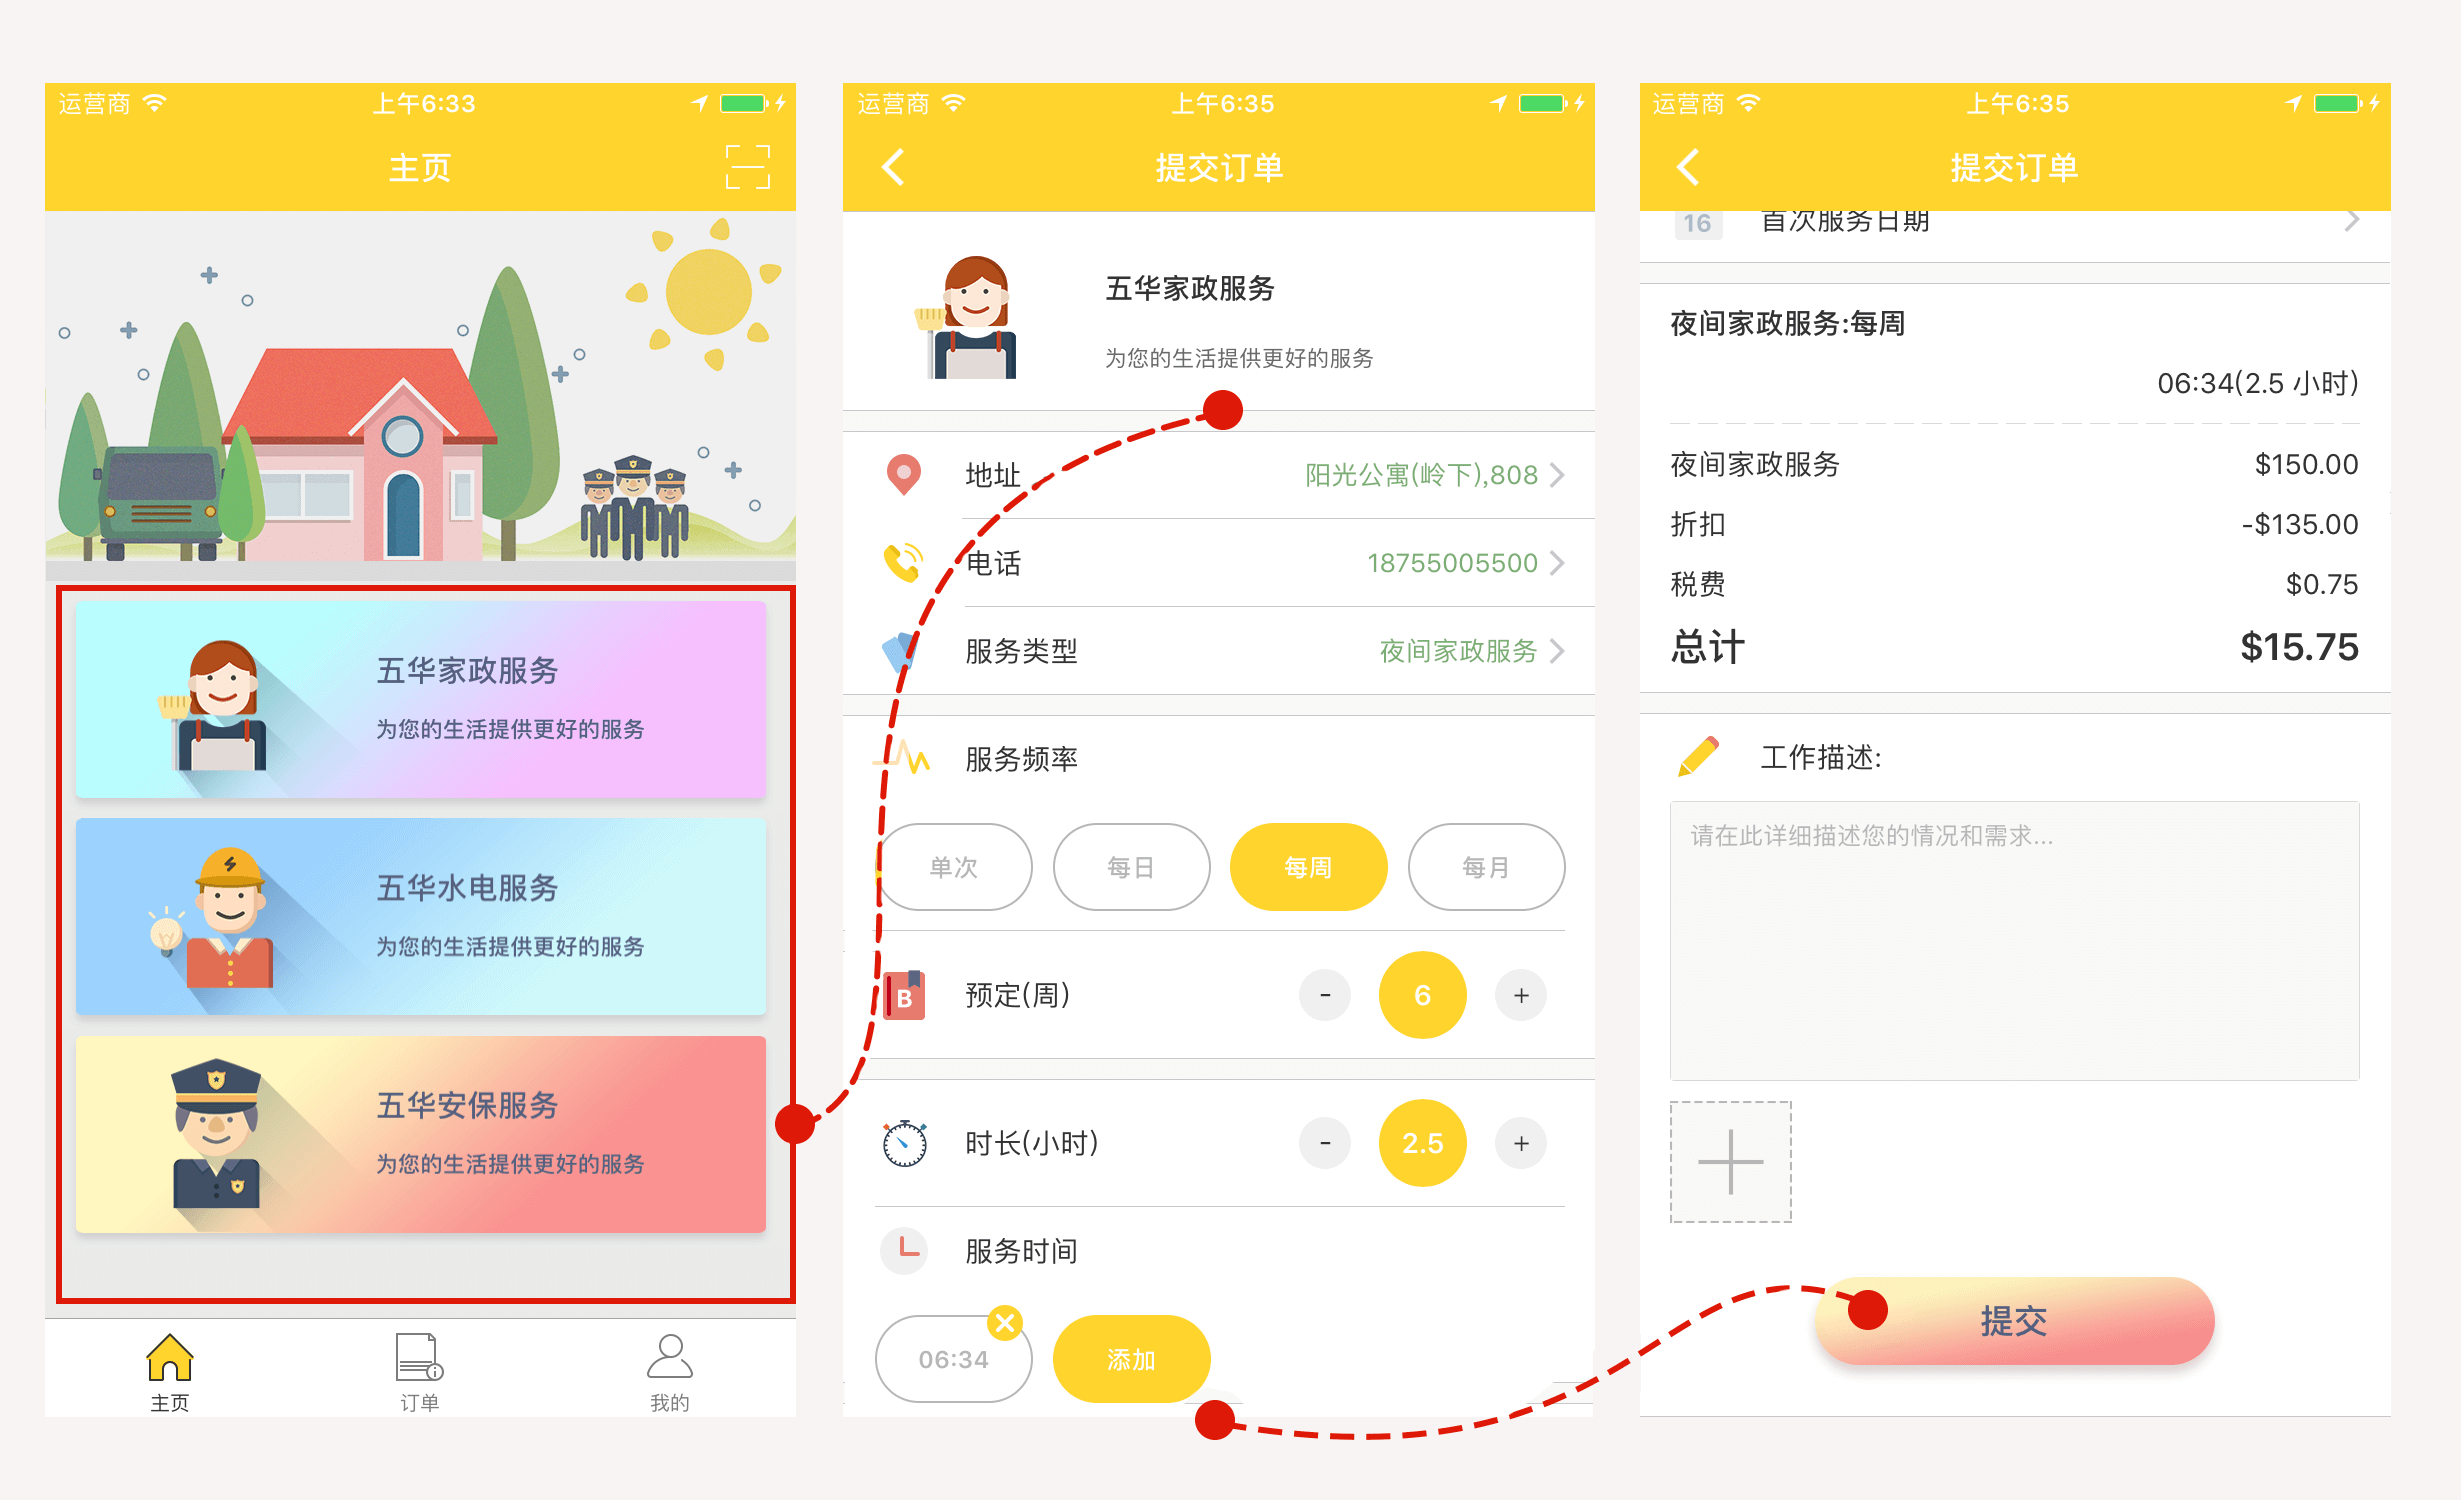 运营商
上午6:33
主页
五华家政服务
为您的生活提供更好的服务
五华水电服务
为您的生活提供更好的服务
五华安保服务
为您的生活提供更好的服务
主页
订单
我的
运营商
上午6:35
提交订单
五华家政服务
为您的生活提供更好的服务
地址
阳光公寓(岭下),808
电话
18755005500
服务类型
夜间家政服务
服务频率
单次
每日
每周
每月
B
预定(周)
-
6
+
时长(小时)
-
2.5
+
服务时间
06:34
添加
运营商
上午6:35
提交订单
16
首次服务日期
夜间家政服务:每周
06:34(2.5 小时)
夜间家政服务
$150.00
折扣
-$135.00
税费
$0.75
总计
$15.75
工作描述:
请在此详细描述您的情况和需求...
提交